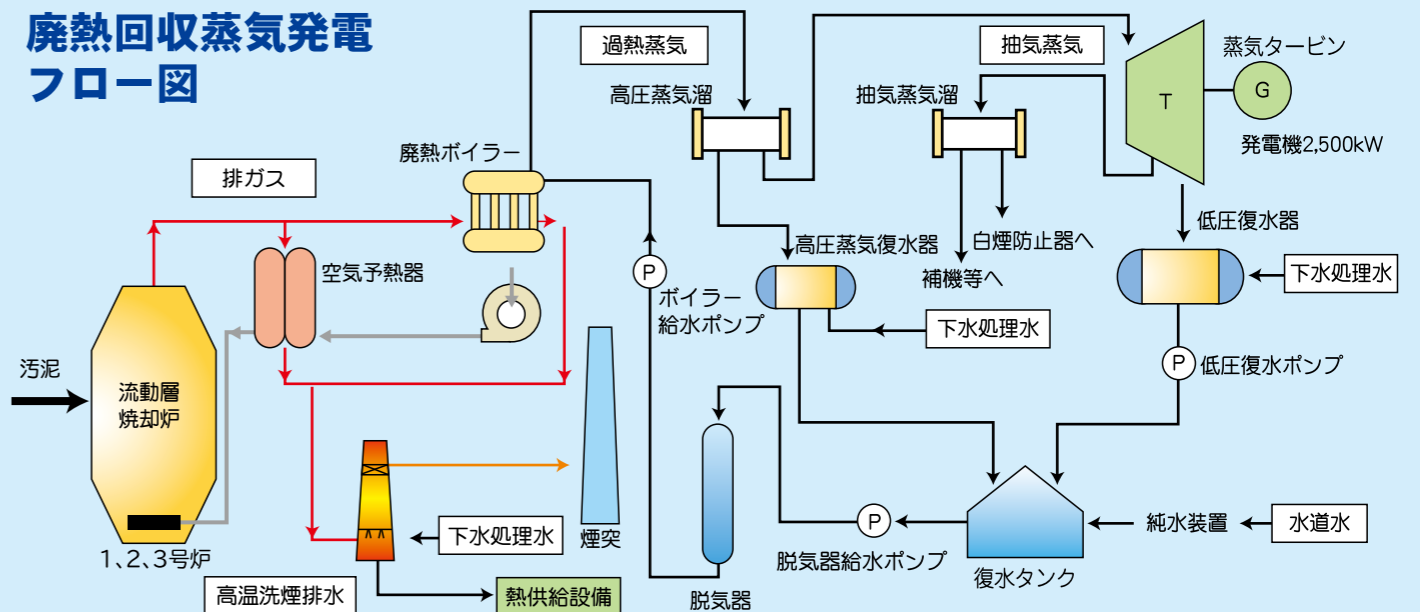 廃熱回収蒸気発電
フロー図
過熱蒸気
抽気蒸気
蒸気タービン
高圧蒸気溜
抽気蒸気溜
T
G
発電機2,500kW
廃熱ボイラー
排ガス
低圧復水器
白煙防止器へ
高圧蒸気復水器
補機等へ
空気予熱器
P
ボイラー
給水ポンプ
下水処理水
下水処理水
汚泥
流動層
焼却炉
P
低圧復水ポンプ
下水処理水
煙突
P
脱気器給水ポンプ
純水装置
水道水
復水タンク
1、2、3号炉
高温洗煙排水
熱供給設備
脱気器